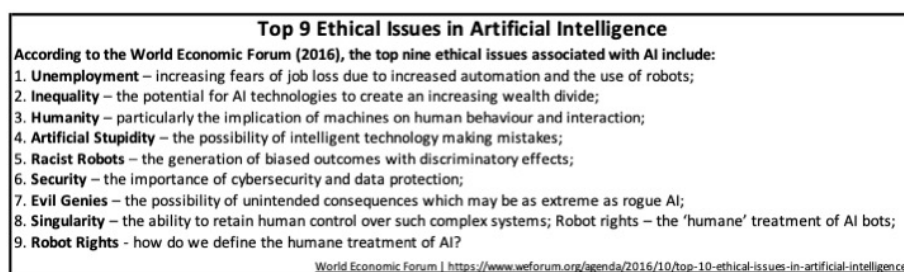 Top 9 Ethical Issues in Artificial Intelligence
According to the World Economic Forum (2016), the top nine ethical issues associated with AI include:
1. Unemployment – increasing fears of job loss due to increased automation and the use of robots;
2. Inequality – the potential for AI technologies to create an increasing wealth divide;
3. Humanity – particularly the implication of machines on human behaviour and interaction;
4. Artificial Stupidity – the possibility of intelligent technology making mistakes;
5. Racist Robots – the generation of biased outcomes with discriminatory effects;
6. Security – the importance of cybersecurity and data protection;
7. Evil Genies – the possibility of unintended consequences which may be as extreme as rogue AI;
8. Singularity – the ability to retain human control over such complex systems; Robot rights – the ‘humane’ treatment of AI bots;
9. Robot Rights - how do we define the humane treatment of AI?
World Economic Forum | https://www.weforum.org/agenda/2016/10/top-10-ethical-issues-in-artificial-intelligence